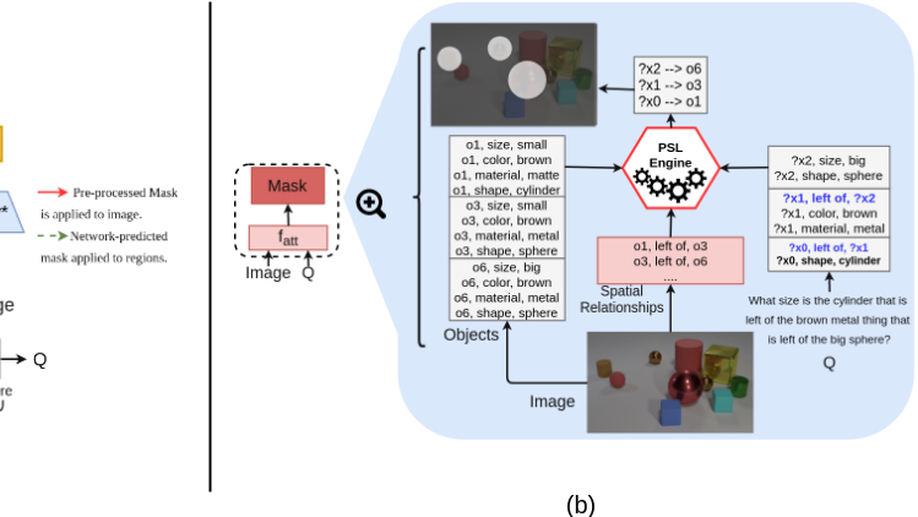 Pre-processed Mask
is applied to image.
Network-predicted
mask applied to regions.
Q
Mask
fatt
Image Q
?x2 --> o6
?x1 --> o3
?x0 --> o1
o1, size, small
o1, color, brown
o1, material, matte
o1, shape, cylinder
o3, size, small
o3, color, brown
o3, material, metal
o3, shape, sphere
o6, size, big
o6, color, brown
o6, material, metal
o6, shape, sphere
Objects
PSL
Engine
o1, left of, o3
o3, left of, o6
....
Spatial
Relationships
Image
?x2, size, big
?x2, shape, sphere
?x1, left of, ?x2
?x1, color, brown
?x1, material, metal
?x0, left of, ?x1
?x0, shape, cylinder
What size is the cylinder that is
left of the brown metal thing that
is left of the big sphere?
Q
(b)